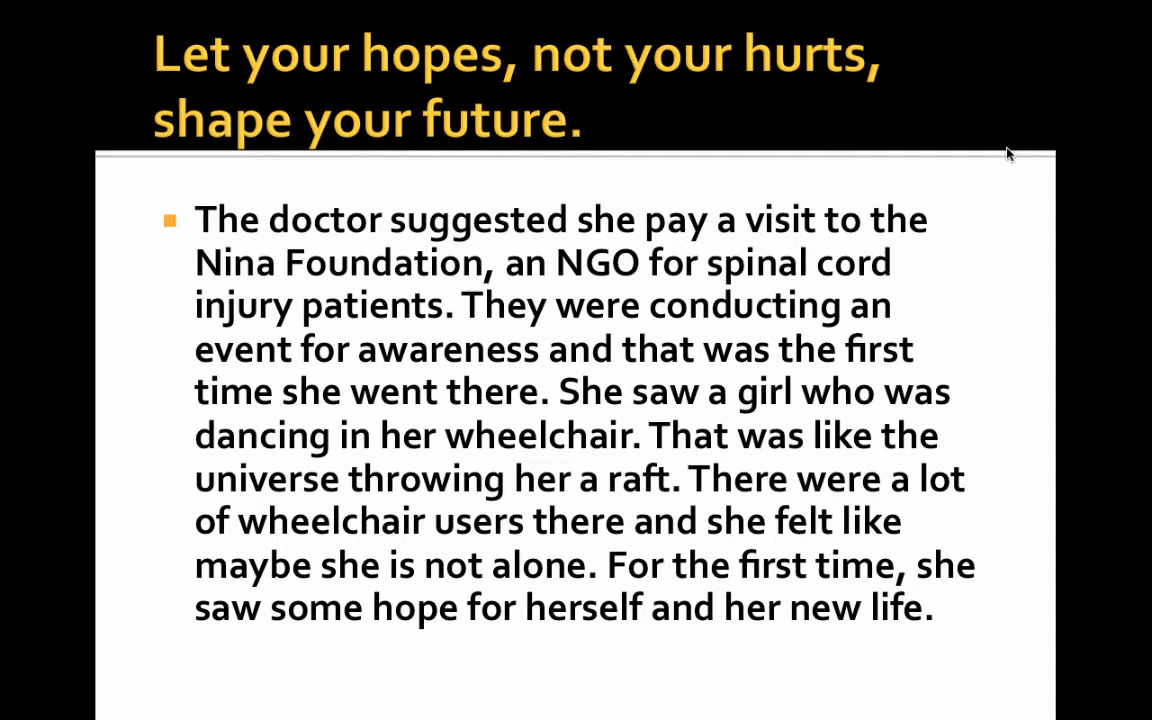 Let your hopes, not your hurts,
shape your future.
The doctor suggested she pay a visit to the
Nina Foundation, an NGO for spinal cord
injury patients. They were conducting an
event for awareness and that was the first
time she went there. She saw a girl who was
dancing in her wheelchair. That was like the
universe throwing her a raft. There were a lot
of wheelchair users there and she felt like
maybe she is not alone. For the first time, she
saw some hope for herself and her new life.